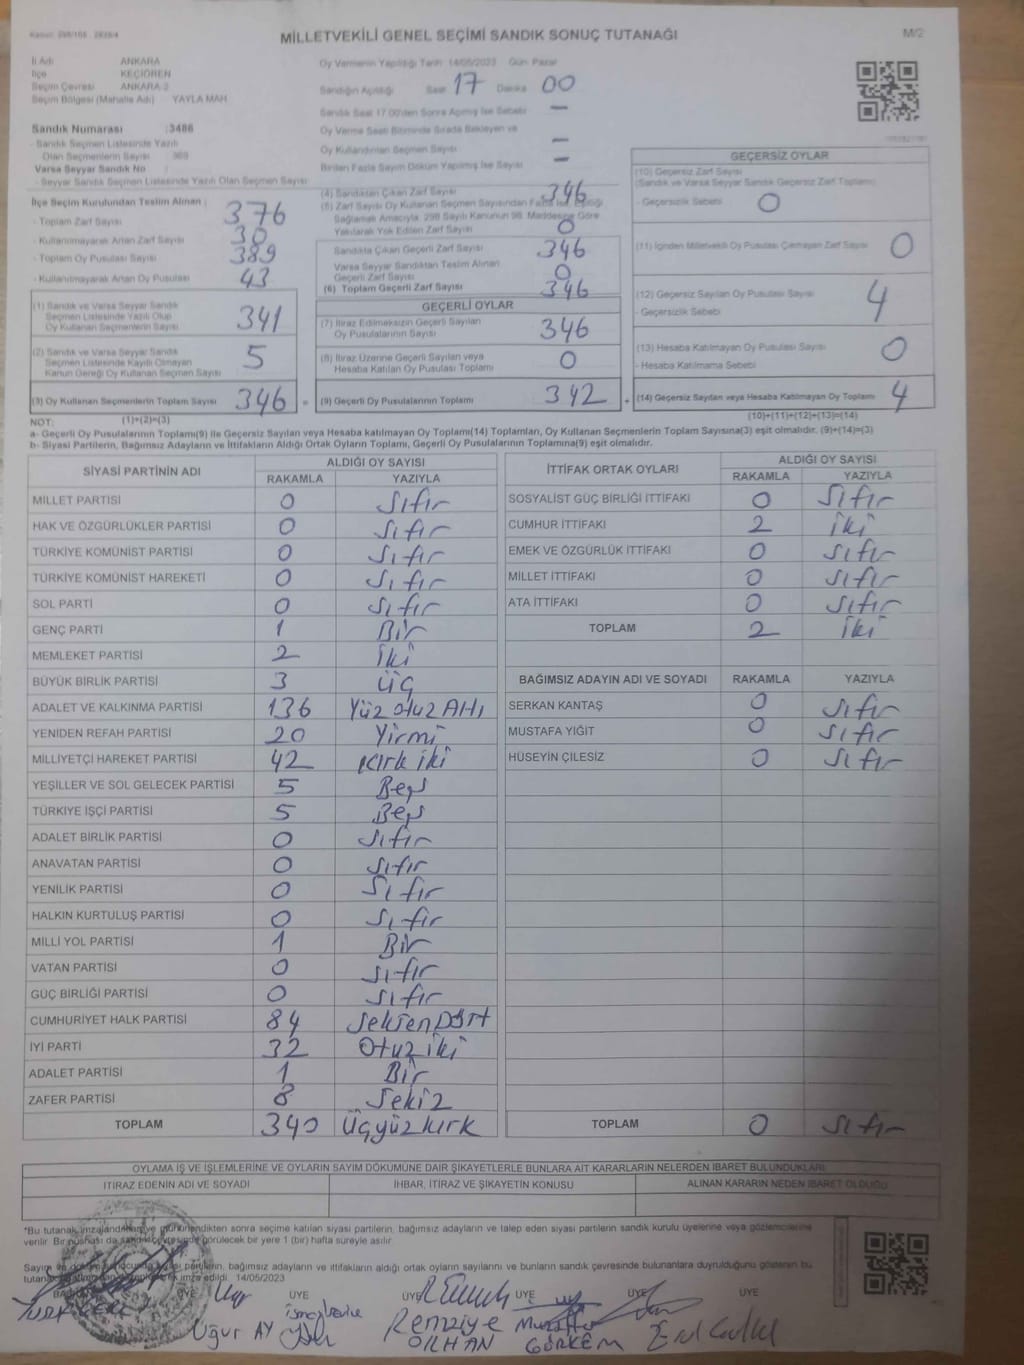 Kanun: 298/105 - 2839/4
MİLLETVEKİLİ GENEL SEÇİMİ SANDIK SONUÇ TUTANAĞI
M/2
İl Adı ANKARA
İlçe KEÇİÖREN
Seçim Çevresi ANKARA 2
Seçim Bölgesi (Mahalle Adı) YAYLA MAH
Sandık Numarası :3486
- Sandık Seçmen Listesinde Yazılı
Olan Seçmenlerin Sayısı
Varsa Seyyar Sandık No
- Seyyar Sandık Seçmen Listesinde Yazılı Olan Seçmen Sayısı
Oy Vermenin Yapıldığı Tarih: 14/05/2023 Gün: Pazar
Sandığın Açıldığı Saat 17 Dakika 00
Sandık Saat 17:00'den Sonra Açılmış İse Sebebi —
Oy Verme Saati Bitiminde Sırada Bekleyen ve
Oy Kullandırılan Seçmen Sayısı —
Birden Fazla Sayım Döküm Yapılmış İse Sayısı —
İlçe Seçim Kurulundan Teslim Alınan :
- Toplam Zarf Sayısı 376
- Kullanılmayarak Artan Zarf Sayısı 30
- Toplam Oy Pusulası Sayısı 389
- Kullanılmayarak Artan Oy Pusulası 43
(1) Sandık ve Varsa Seyyar Sandık
Seçmen Listesinde Yazılı Olup
Oy Kullanan Seçmenlerin Sayısı 341
(2) Sandık ve Varsa Seyyar Sandık
Seçmen Listesinde Kayıtlı Olmayan
Kanun Gereği Oy Kullanan Seçmen Sayısı 5
(3) Oy Kullanan Seçmenlerin Toplam Sayısı 346 =
(4) Sandıktan Çıkan Zarf Sayısı 346
(5) Zarf Sayısı Oy Kullanan Seçmen Sayısından Fazla İse, Eşitliği
Sağlamak Amacıyla, 298 Sayılı Kanunun 98. Maddesine Göre
Yakılarak Yok Edilen Zarf Sayısı 0
Sandıkta Çıkan Geçerli Zarf Sayısı 346
Varsa Seyyar Sandıktan Teslim Alınan
Geçerli Zarf Sayısı 0
(6) Toplam Geçerli Zarf Sayısı 346
GEÇERLİ OYLAR
(7) İtiraz Edilmeksizin Geçerli Sayılan
Oy Pusulalarının Sayısı 346
(8) İtiraz Üzerine Geçerli Sayılan veya
Hesaba Katılan Oy Pusulası Toplamı 0
(9) Geçerli Oy Pusulalarının Toplamı 342 +
GEÇERSİZ OYLAR
(10) Geçersiz Zarf Sayısı
(Sandık ve Varsa Seyyar Sandık Geçersiz Zarf Toplamı)
- Geçersizlik Sebebi 0
(11) İçinden Milletvekili Oy Pusulası Çıkmayan Zarf Sayısı 0
(12) Geçersiz Sayılan Oy Pusulası Sayısı 4
- Geçersizlik Sebebi
(13) Hesaba Katılmayan Oy Pusulası Sayısı 0
- Hesaba Katılmama Sebebi
(14) Geçersiz Sayılan veya Hesaba Katılmayan Oy Toplamı 4
NOT: (1)+(2)=(3) (10)+(11)+(12)+(13)=(14)
a- Geçerli Oy Pusulalarının Toplamı(9) ile Geçersiz Sayılan veya Hesaba katılmayan Oy Toplamı(14) Toplamları, Oy Kullanan Seçmenlerin Toplam Sayısına(3) eşit olmalıdır. (9)+(14)=(3)
b- Siyasi Partilerin, Bağımsız Adayların ve İttifakların Aldığı Ortak Oyların Toplamı, Geçerli Oy Pusulalarının Toplamına(9) eşit olmalıdır.
SİYASİ PARTİNİN ADI ALDIĞI OY SAYISI
RAKAMLA YAZIYLA
MİLLET PARTİSİ 0 Sıfır
HAK VE ÖZGÜRLÜKLER PARTİSİ 0 Sıfır
TÜRKİYE KOMÜNİST PARTİSİ 0 Sıfır
TÜRKİYE KOMÜNİST HAREKETİ 0 Sıfır
SOL PARTİ 0 Sıfır
GENÇ PARTİ 1 Bir
MEMLEKET PARTİSİ 2 İki
BÜYÜK BİRLİK PARTİSİ 3 Üç
ADALET VE KALKINMA PARTİSİ 136 Yüz otuz Altı
YENİDEN REFAH PARTİSİ 20 Yirmi
MİLLİYETÇİ HAREKET PARTİSİ 42 Kırk iki
YEŞİLLER VE SOL GELECEK PARTİSİ 5 Beş
TÜRKİYE İŞÇİ PARTİSİ 5 Beş
ADALET BİRLİK PARTİSİ 0 Sıfır
ANAVATAN PARTİSİ 0 Sıfır
YENİLİK PARTİSİ 0 Sıfır
HALKIN KURTULUŞ PARTİSİ 0 Sıfır
MİLLİ YOL PARTİSİ 1 Bir
VATAN PARTİSİ 0 Sıfır
GÜÇ BİRLİĞİ PARTİSİ 0 Sıfır
CUMHURİYET HALK PARTİSİ 84 Seksen Dört
İYİ PARTİ 32 Otuz iki
ADALET PARTİSİ 1 Bir
ZAFER PARTİSİ 8 Sekiz
TOPLAM 340 Üçyüz kırk
İTTİFAK ORTAK OYLARI ALDIĞI OY SAYISI
RAKAMLA YAZIYLA
SOSYALİST GÜÇ BİRLİĞİ İTTİFAKI 0 Sıfır
CUMHUR İTTİFAKI 2 İki
EMEK VE ÖZGÜRLÜK İTTİFAKI 0 Sıfır
MİLLET İTTİFAKI 0 Sıfır
ATA İTTİFAKI 0 Sıfır
TOPLAM 2 İki
BAĞIMSIZ ADAYIN ADI VE SOYADI RAKAMLA YAZIYLA
SERKAN KANTAŞ 0 Sıfır
MUSTAFA YİĞİT 0 Sıfır
HÜSEYİN ÇİLESİZ 0 Sıfır
TOPLAM 0 Sıfır
OYLAMA İŞ VE İŞLEMLERİNE VE OYLARIN SAYIM DÖKÜMÜNE DAİR ŞİKAYETLERLE BUNLARA AİT KARARLARIN NELERDEN İBARET BULUNDUKLARI
İTİRAZ EDENİN ADI VE SOYADI İHBAR, İTİRAZ VE ŞİKAYETİN KONUSU ALINAN KARARIN NEDEN İBARET OLDUĞU
*Bu tutanak imzalandıktan ve mühürlendikten sonra seçime katılan siyasi partilerin, bağımsız adayların ve talep eden siyasi partilerin sandık kurulu üyelerine veya gözlemcilerine
verilir. Bir nüshası da sandık çevresinde görülecek bir yere 1 (bir) hafta süreyle asılır.
Sayım ve döküm sonucunda siyasi partilerin, bağımsız adayların ve ittifakların aldığı ortak oyların sayılarını ve bunların sandık çevresinde bulunanlara duyrulduğunu gösteren bu
imza edildi. 14/05/2023
ÜYE ÜYE ÜYE ÜYE ÜYE ÜYE
Uğur AY
Remziye ORHAN
GÖRKEM